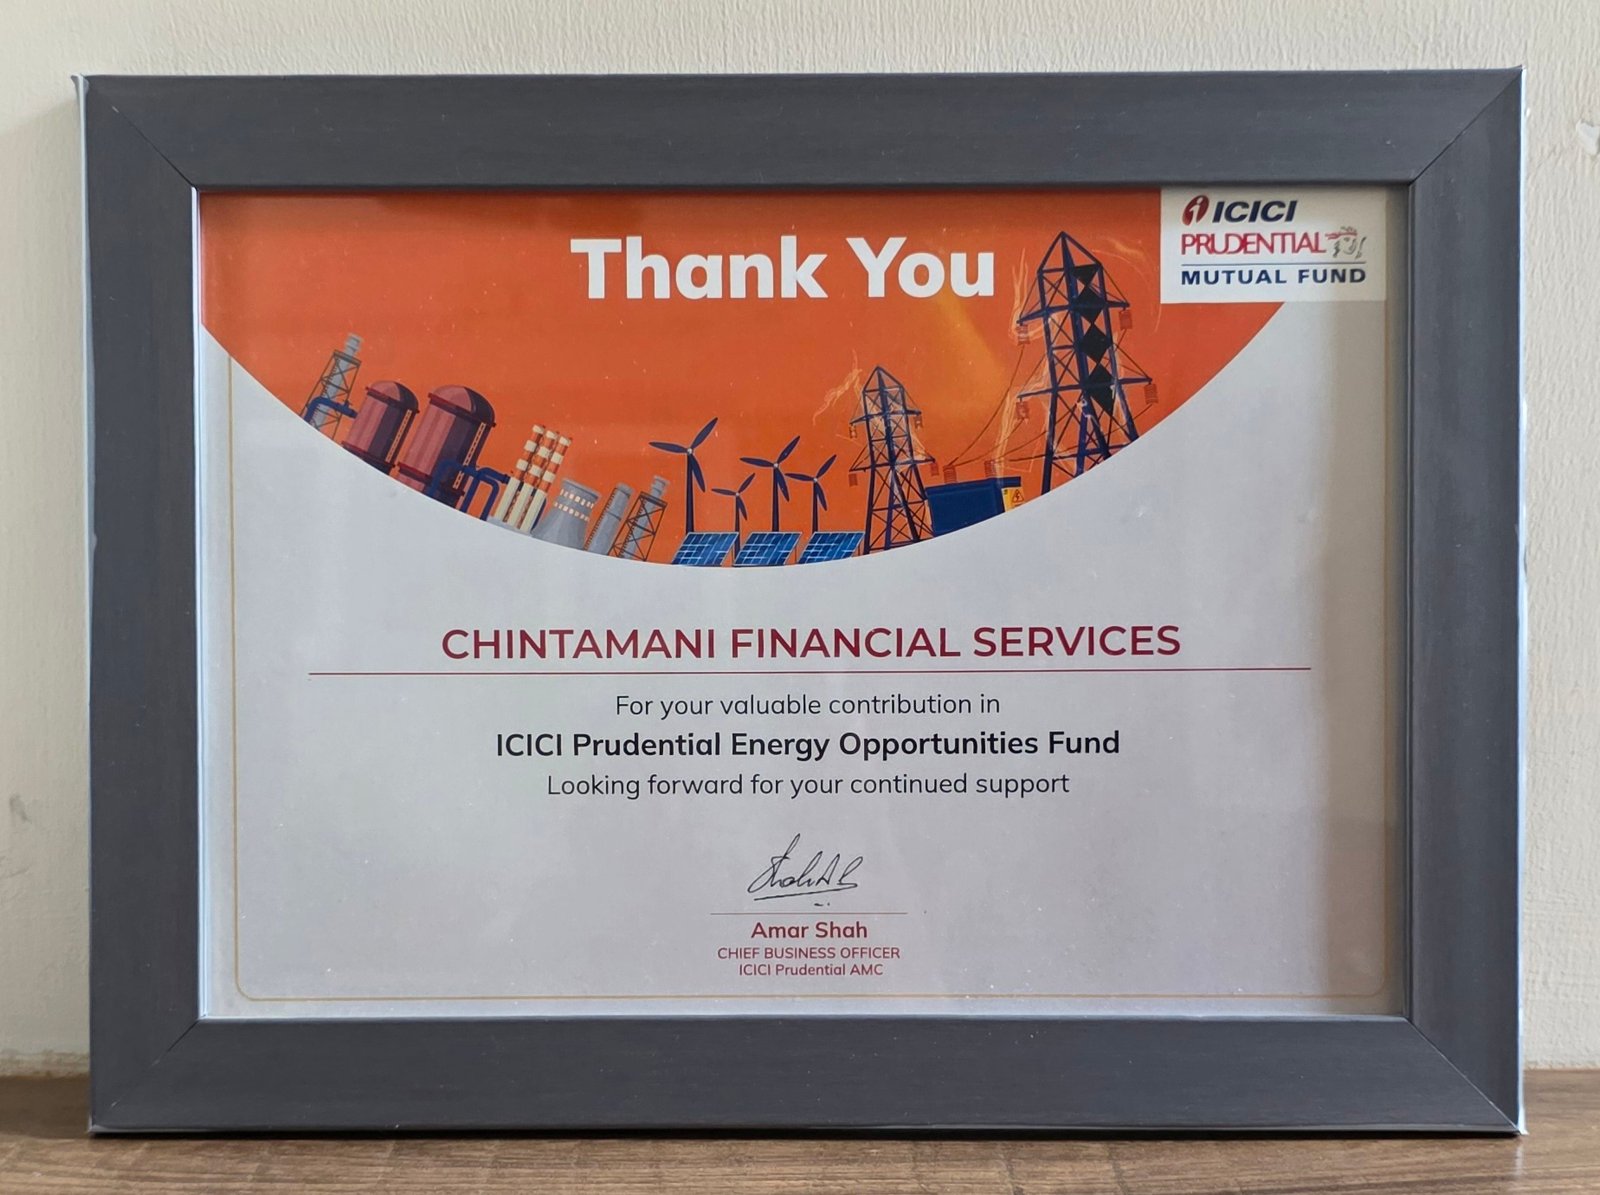 Thank You
ICICI
PRUDENTIAL
MUTUAL FUND
CHINTAMANI FINANCIAL SERVICES
For your valuable contribution in
ICICI Prudential Energy Opportunities Fund
Looking forward for your continued support
Amar Shah
CHIEF BUSINESS OFFICER
ICICI Prudential AMC